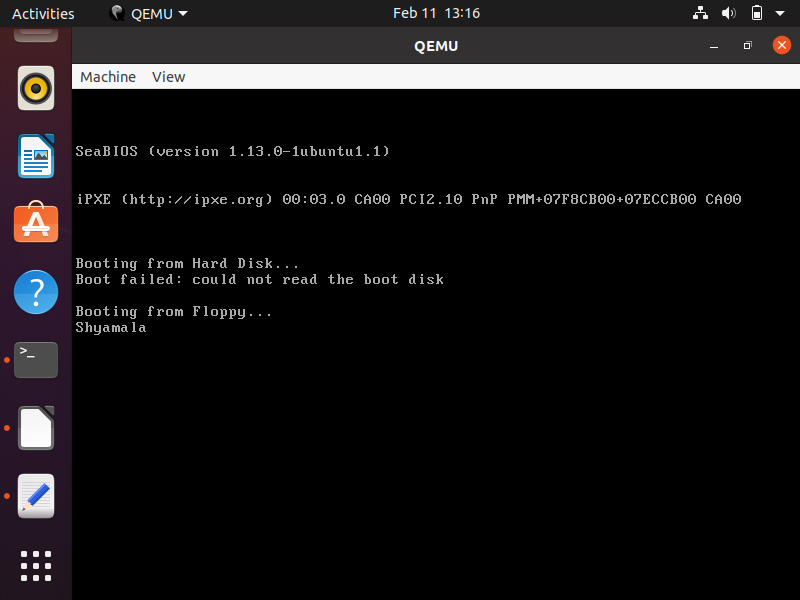 Activities QEMU Feb 11 13:16
QEMU
Machine View
SeaBIOS (version 1.13.0-1ubuntu1.1)
iPXE (http://ipxe.org) 00:03.0 CA00 PCI2.10 PnP PMM+07F8CB00+07ECCB00 CA00
Booting from Hard Disk...
Boot failed: could not read the boot disk
Booting from Floppy...
Shyamala